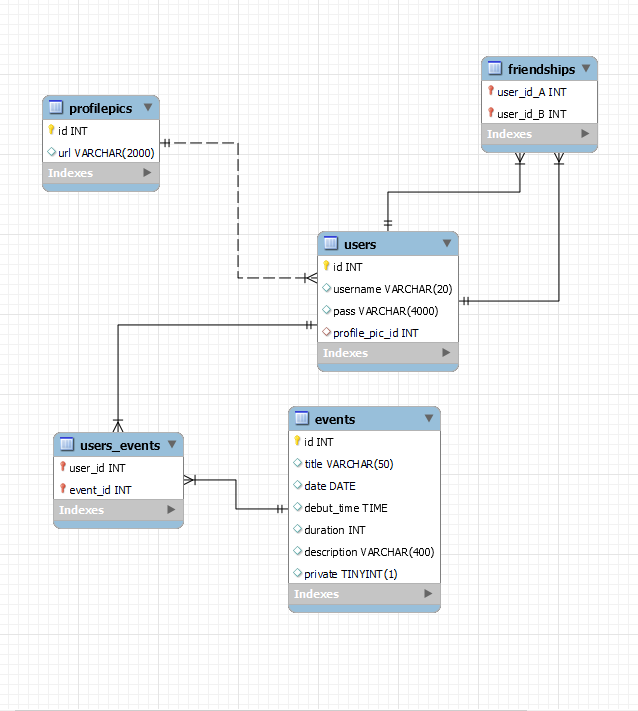 friendships
user_id_A INT
user_id_B INT
Indexes
profilepics
id INT
url VARCHAR(2000)
Indexes
users
id INT
username VARCHAR(20)
pass VARCHAR(4000)
profile_pic_id INT
Indexes
events
id INT
title VARCHAR(50)
date DATE
debut_time TIME
duration INT
description VARCHAR(400)
private TINYINT(1)
Indexes
users_events
user_id INT
event_id INT
Indexes